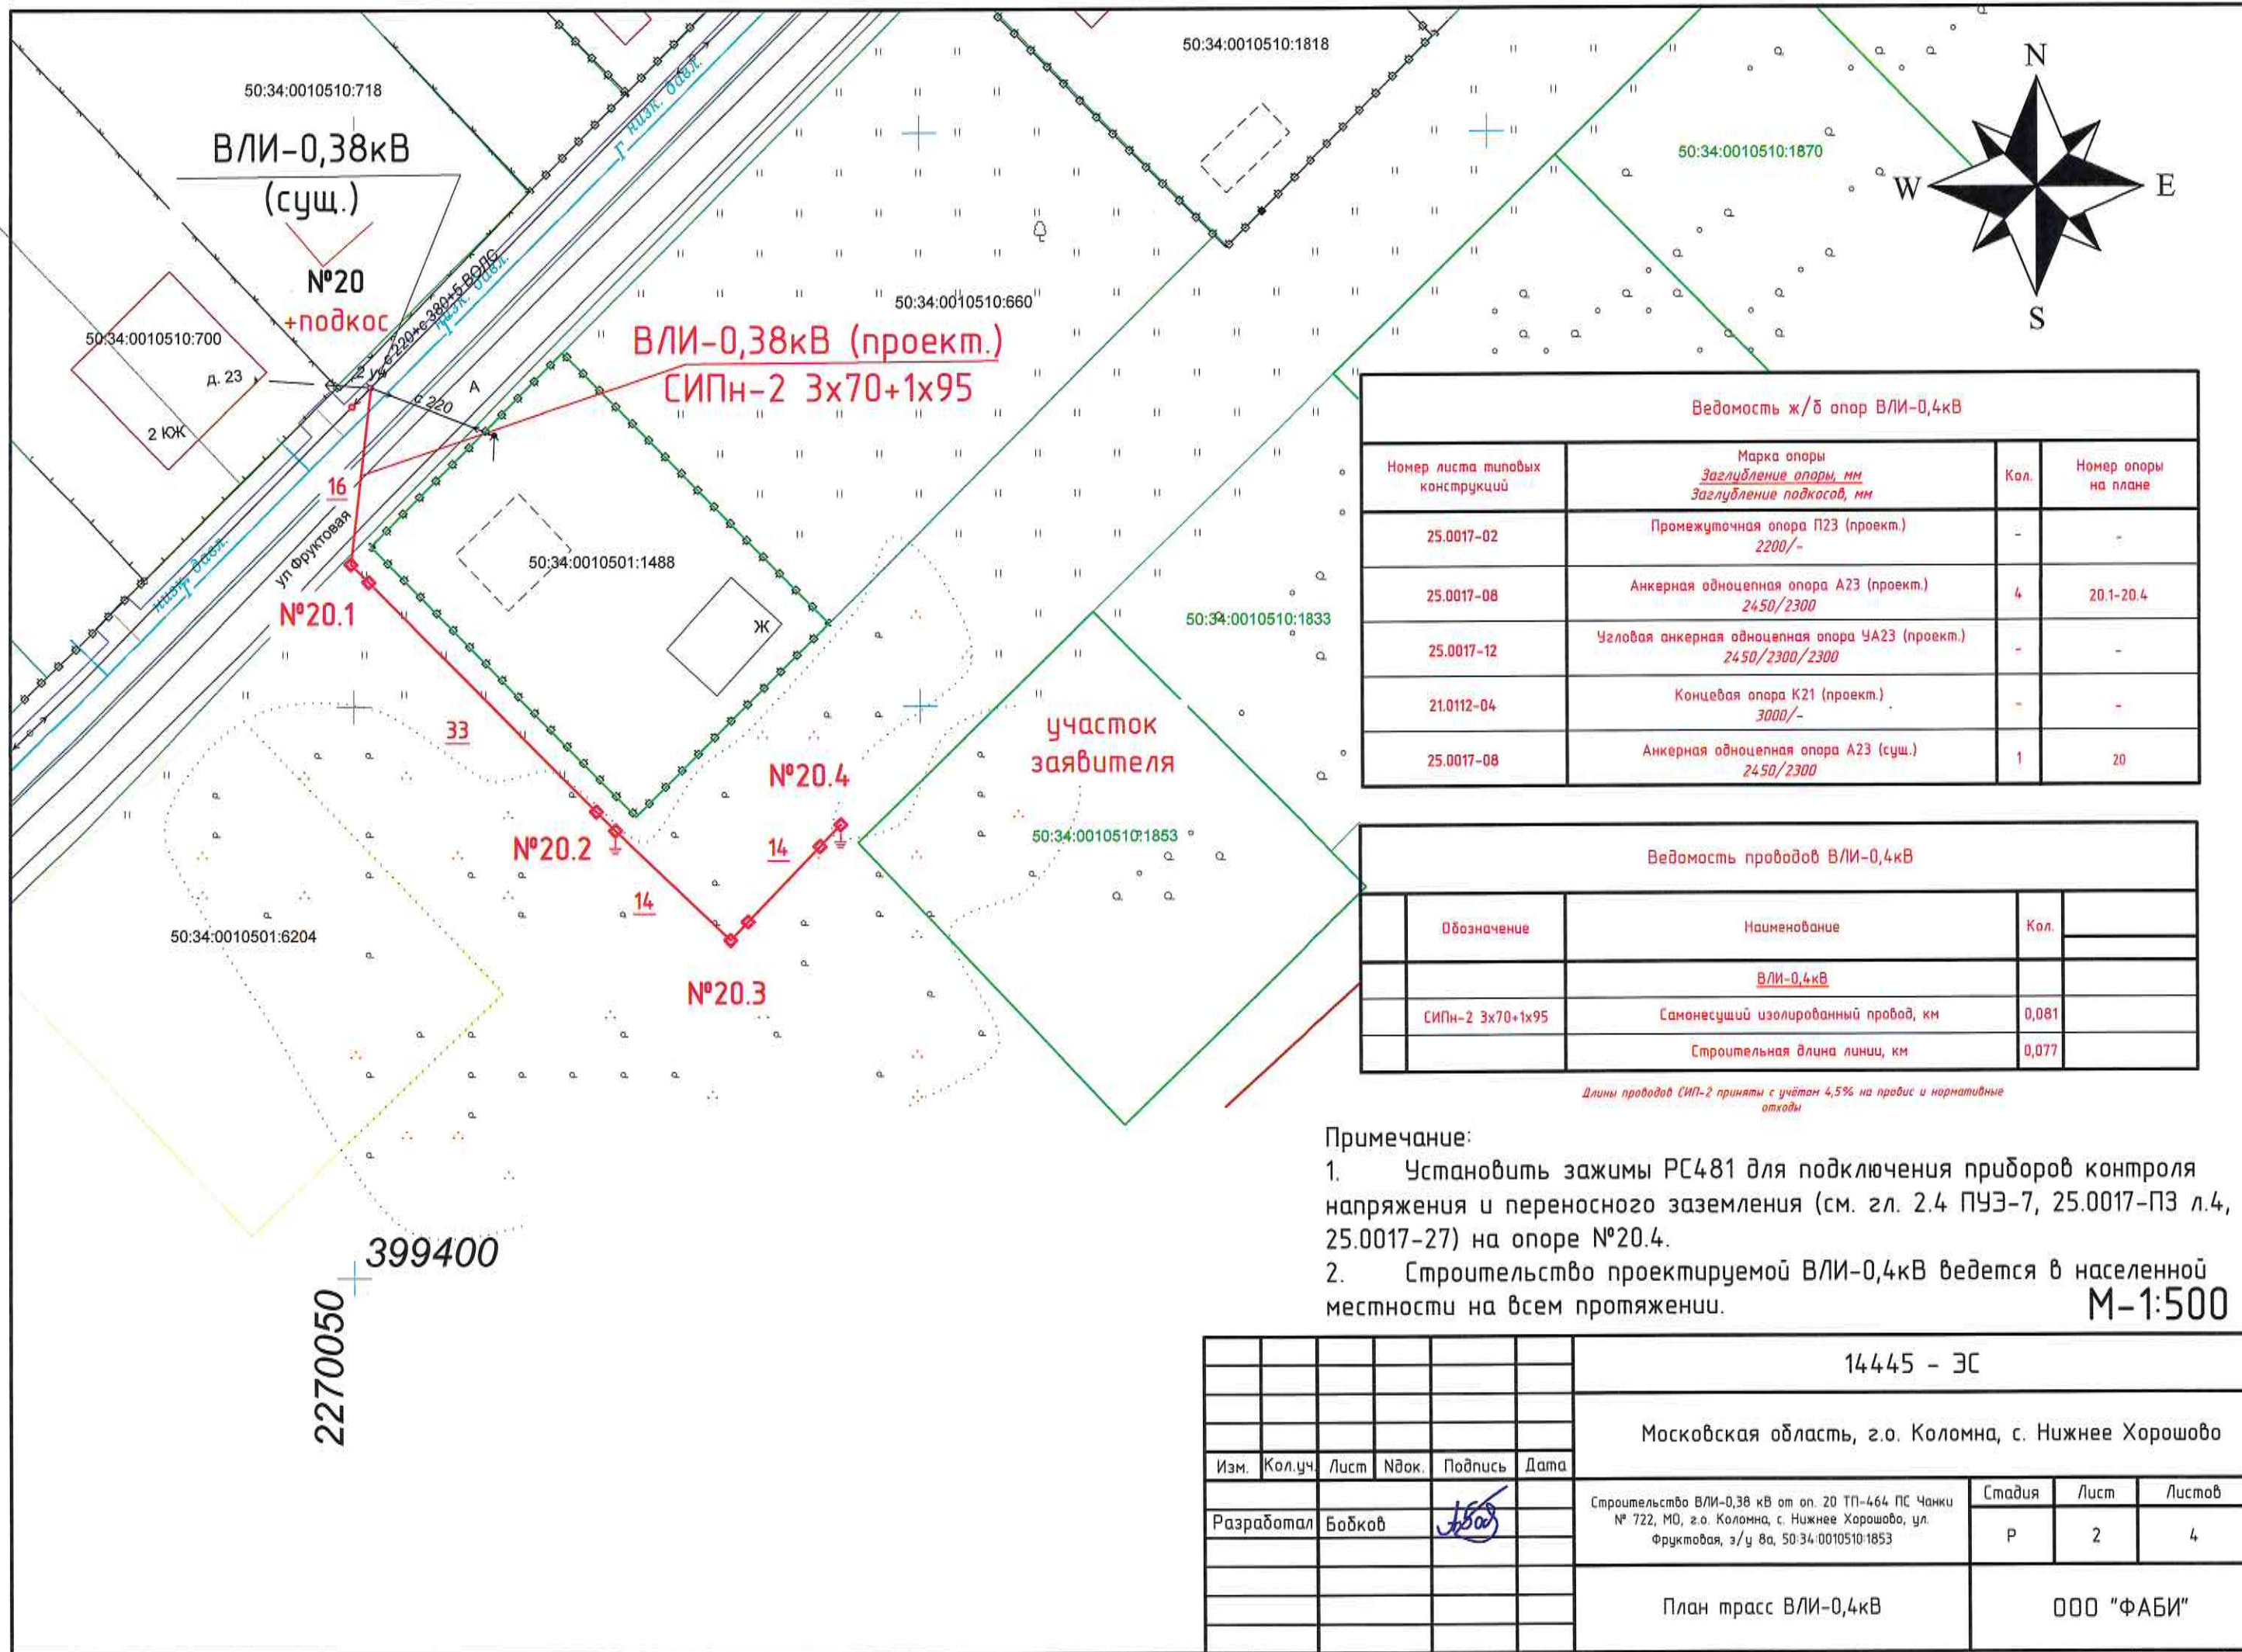 50:34:0010510:718
ВЛИ-0,38кВ
(сущ.)
№20
+подкос
50:34:0010510:700
д. 23
2 КЖ
2 уч
с 220+с 380+5 ВОЛС
с 220
А
Г
низк. давл.
Г
низк. давл.
Г
низк. давл.
50:34:0010510:1818
50:34:0010510:1870
50:34:0010510:660
ВЛИ-0,38кВ (проект.)
СИПн-2 3х70+1х95
N
W
E
S
16
ул Фруктовая
50:34:0010501:1488
Ж
№20.1
33
№20.2
14
№20.3
14
№20.4
50:34:0010510:1833
участок
заявителя
50:34:0010510:1853
50:34:0010501:6204
399400
2270050
Ведомость ж/б опор ВЛИ-0,4кВ
Номер листа типовых
конструкций
Марка опоры
Заглубление опоры, мм
Заглубление подкосов, мм
Кол.
Номер опоры
на плане
25.0017-02
Промежуточная опора П23 (проект.)
2200/-
-
-
25.0017-08
Анкерная одноцепная опора А23 (проект.)
2450/2300
4
20.1-20.4
25.0017-12
Угловая анкерная одноцепная опора УА23 (проект.)
2450/2300/2300
-
-
21.0112-04
Концевая опора К21 (проект.)
3000/-
-
-
25.0017-08
Анкерная одноцепная опора А23 (сущ.)
2450/2300
1
20
Ведомость проводов ВЛИ-0,4кВ
Обозначение
Наименование
Кол.
ВЛИ-0,4кВ
СИПн-2 3х70+1х95
Самонесущий изолированный провод, км
0,081
Строительная длина линии, км
0,077
Длины проводов СИП-2 приняты с учётом 4,5% на провис и нормативные
отходы
Примечание:
1. Установить зажимы РС481 для подключения приборов контроля
напряжения и переносного заземления (см. гл. 2.4 ПУЭ-7, 25.0017-ПЗ л.4,
25.0017-27) на опоре №20.4.
2. Строительство проектируемой ВЛИ-0,4кВ ведется в населенной
местности на всем протяжении.
М-1:500
14445 - ЭС
Московская область, г.о. Коломна, с. Нижнее Хорошово
Изм. Кол.уч. Лист Nдок. Подпись Дата
Разработал Бобков
Строительство ВЛИ-0,38 кВ от оп. 20 ТП-464 ПС Чанки
№ 722, МО, г.о. Коломна, с. Нижнее Хорошово, ул.
Фруктовая, з/у 8а, 50:34:0010510:1853
Стадия Лист Листов
Р 2 4
План трасс ВЛИ-0,4кВ
ООО "ФАБИ"